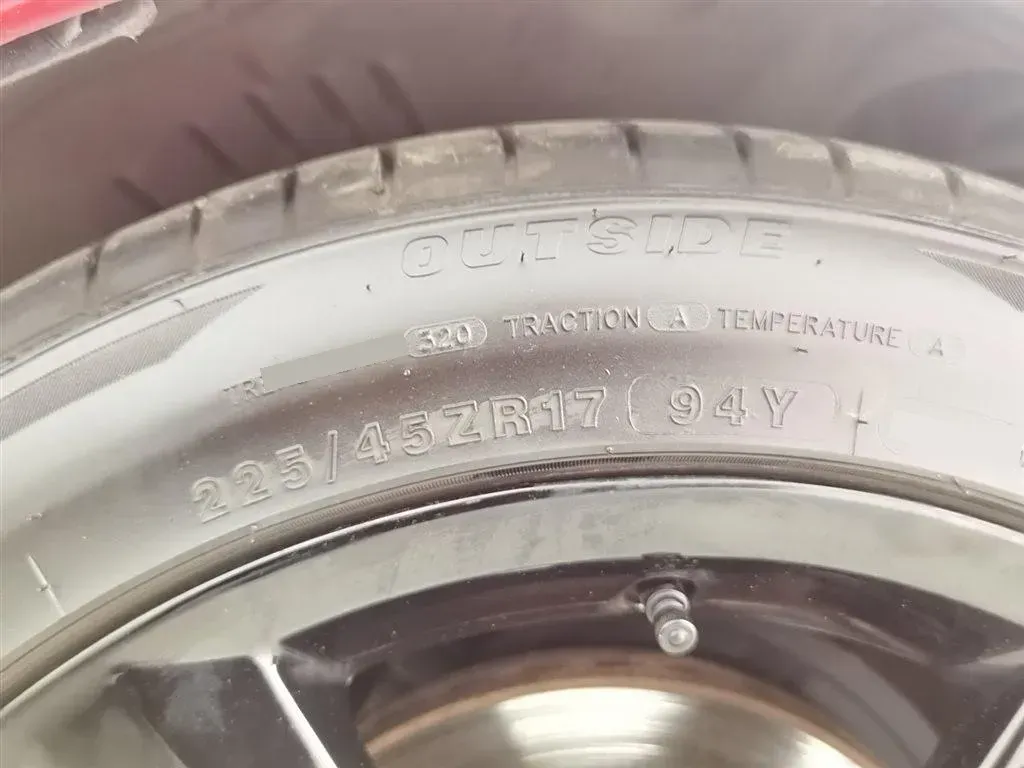 OUTSIDE
320 TRACTION A TEMPERATURE A
225/45ZR17 94Y